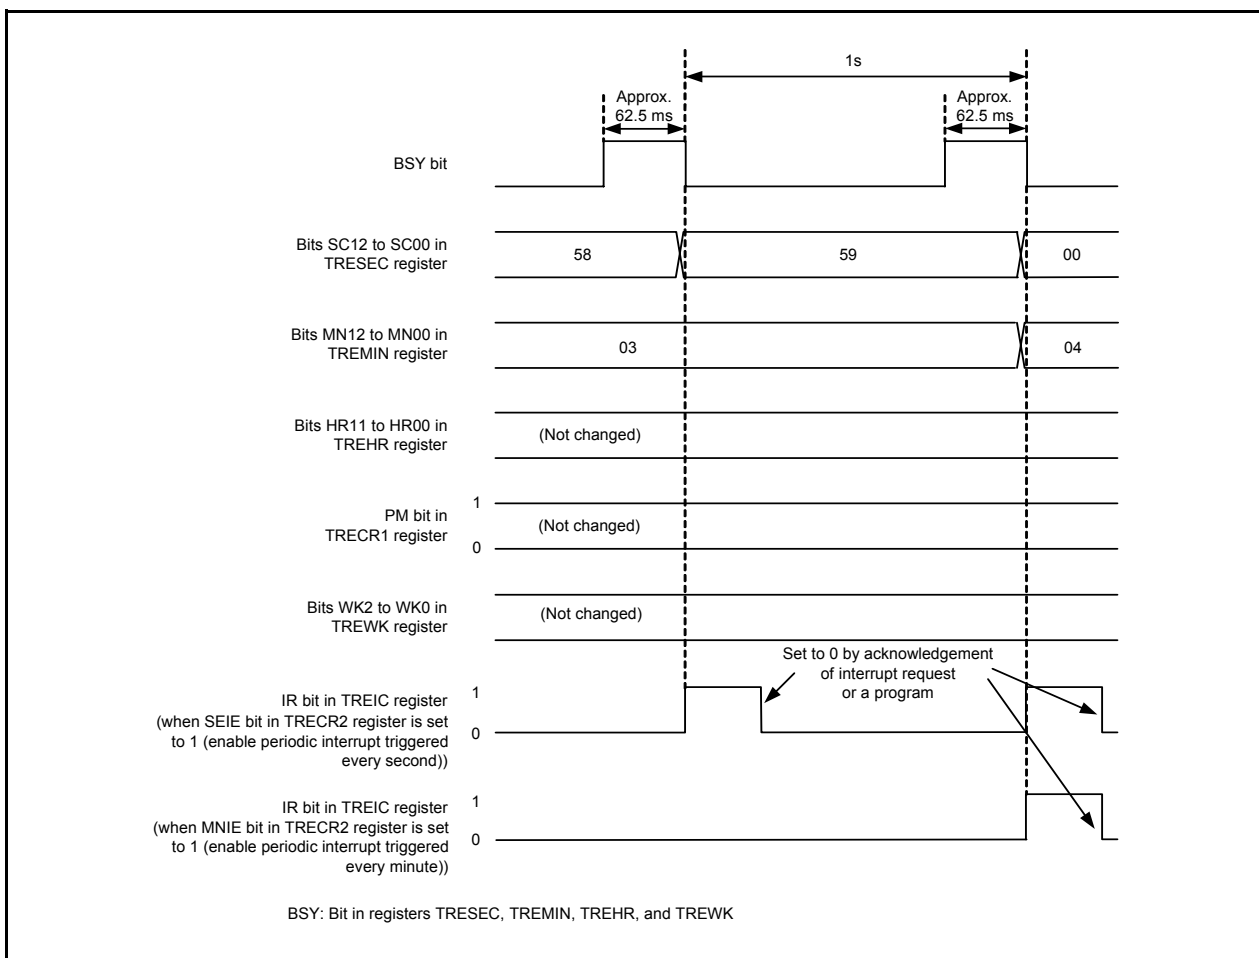 1s
Approx.
62.5 ms
Approx.
62.5 ms
BSY bit
Bits SC12 to SC00 in
TRESEC register
58
59
00
Bits MN12 to MN00 in
TREMIN register
03
04
Bits HR11 to HR00 in
TREHR register
(Not changed)
PM bit in
TRECR1 register
1
0
(Not changed)
Bits WK2 to WK0 in
TREWK register
(Not changed)
Set to 0 by acknowledgement
of interrupt request
or a program
IR bit in TREIC register
(when SEIE bit in TRECR2 register is set
to 1 (enable periodic interrupt triggered
every second))
1
0
IR bit in TREIC register
(when MNIE bit in TRECR2 register is set
to 1 (enable periodic interrupt triggered
every minute))
1
0
BSY: Bit in registers TRESEC, TREMIN, TREHR, and TREWK